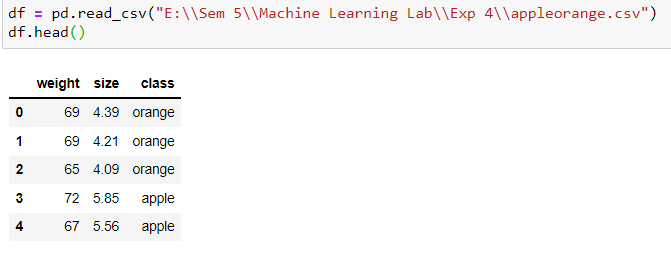 df = pd.read_csv("E:\\Sem 5\\Machine Learning Lab\\Exp 4\\appleorange.csv")
df.head()
weight size class
0 69 4.39 orange
1 69 4.21 orange
2 65 4.09 orange
3 72 5.85 apple
4 67 5.56 apple